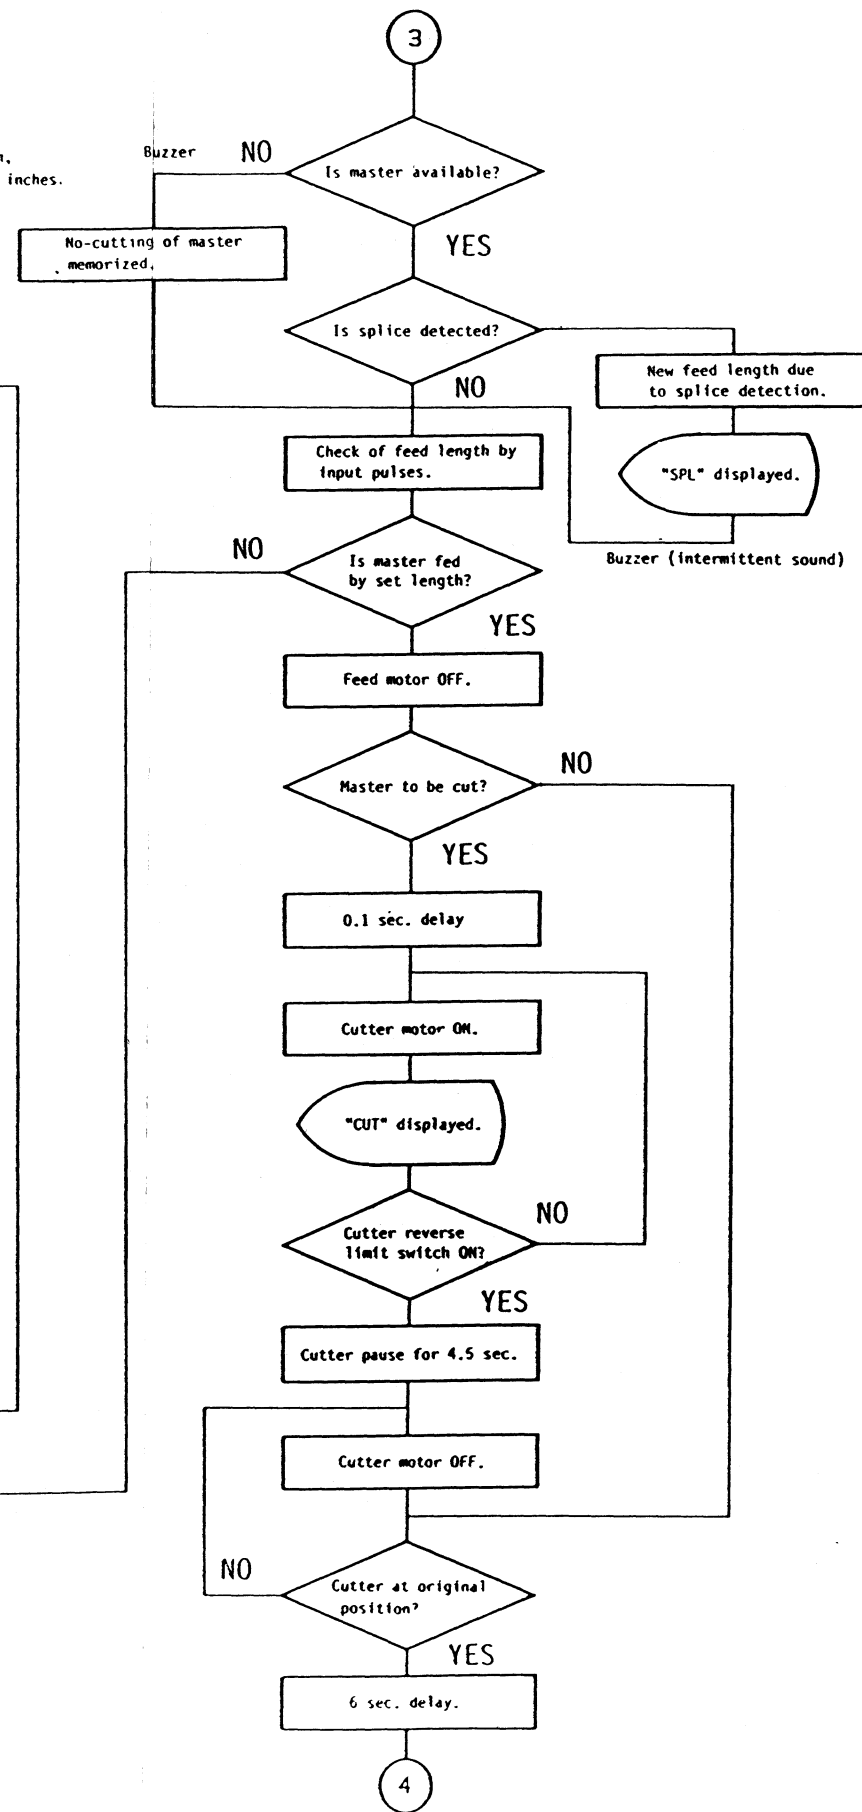 3
inches.
Buzzer
NO
Is master available?
No-cutting of master
memorized.
YES
Is splice detected?
NO
New feed length due
to splice detection.
"SPL" displayed.
Buzzer (intermittent sound)
Check of feed length by
input pulses.
NO
Is master fed
by set length?
YES
Feed motor OFF.
Master to be cut?
NO
YES
0.1 sec. delay
Cutter motor ON.
"CUT" displayed.
Cutter reverse
limit switch ON?
NO
YES
Cutter pause for 4.5 sec.
Cutter motor OFF.
NO
Cutter at original
position?
YES
6 sec. delay.
4